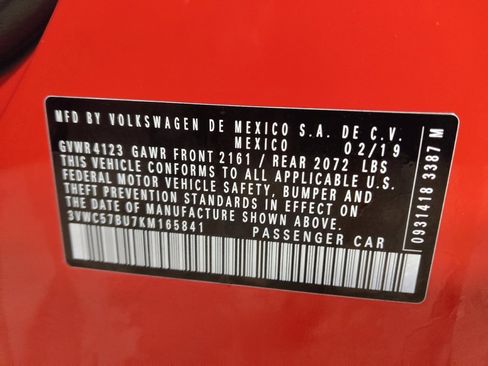 MFD BY VOLKSWAGEN DE MEXICO S.A. DE C.V.
MEXICO 02/19
GVWR4123 GAWR FRONT 2161 / REAR 2072 LBS
THIS VEHICLE CONFORMS TO ALL APPLICABLE U.S.
FEDERAL MOTOR VEHICLE SAFETY, BUMPER AND
THEFT PREVENTION STANDARDS IN EFFECT ON
THE DATE OF MANUFACTURE SHOWN ABOVE.
3VWC57BU7KM165841 PASSENGER CAR
0931418 3387 M